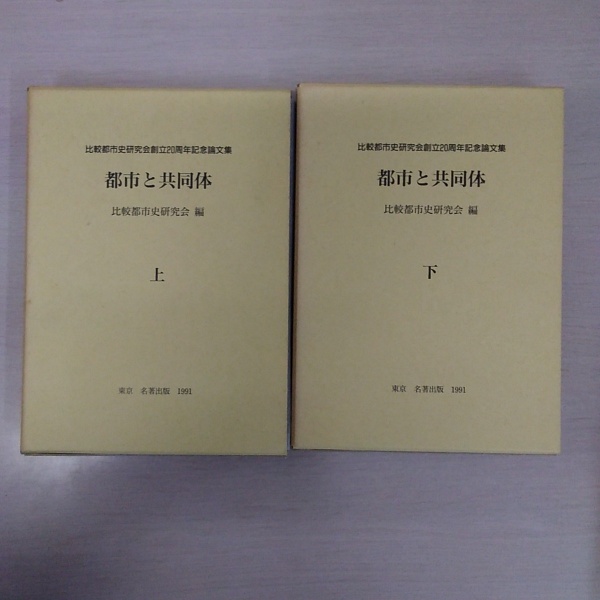 比較都市史研究会創立20周年記念論文集
都市と共同体
比較都市史研究会 編
上
東京 名著出版 1991
比較都市史研究会創立20周年記念論文集
都市と共同体
比較都市史研究会 編
下
東京 名著出版 1991